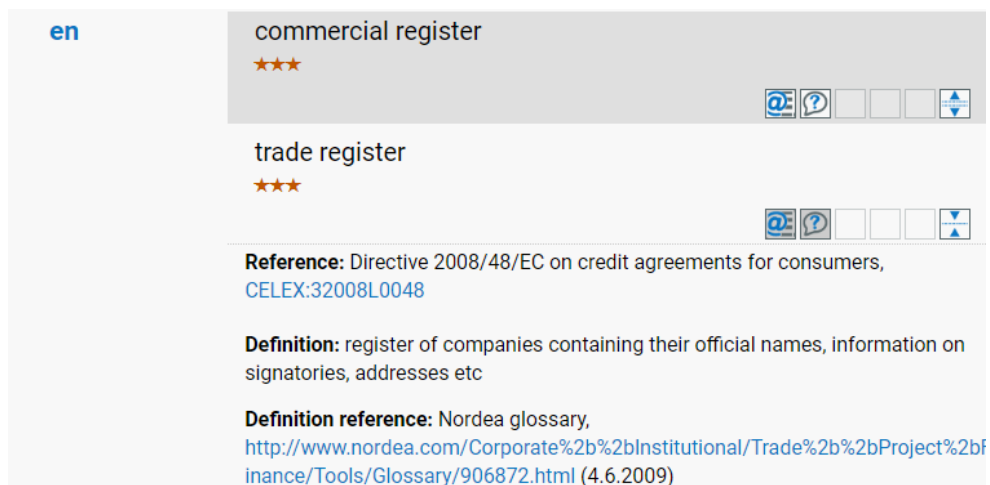 en
commercial register
★★★
trade register
★★★
Reference: Directive 2008/48/EC on credit agreements for consumers,
CELEX:32008L0048
Definition: register of companies containing their official names, information on
signatories, addresses etc
Definition reference: Nordea glossary,
http://www.nordea.com/Corporate%2b%2bInstitutional/Trade%2b%2bProject%2bF
inance/Tools/Glossary/906872.html (4.6.2009)